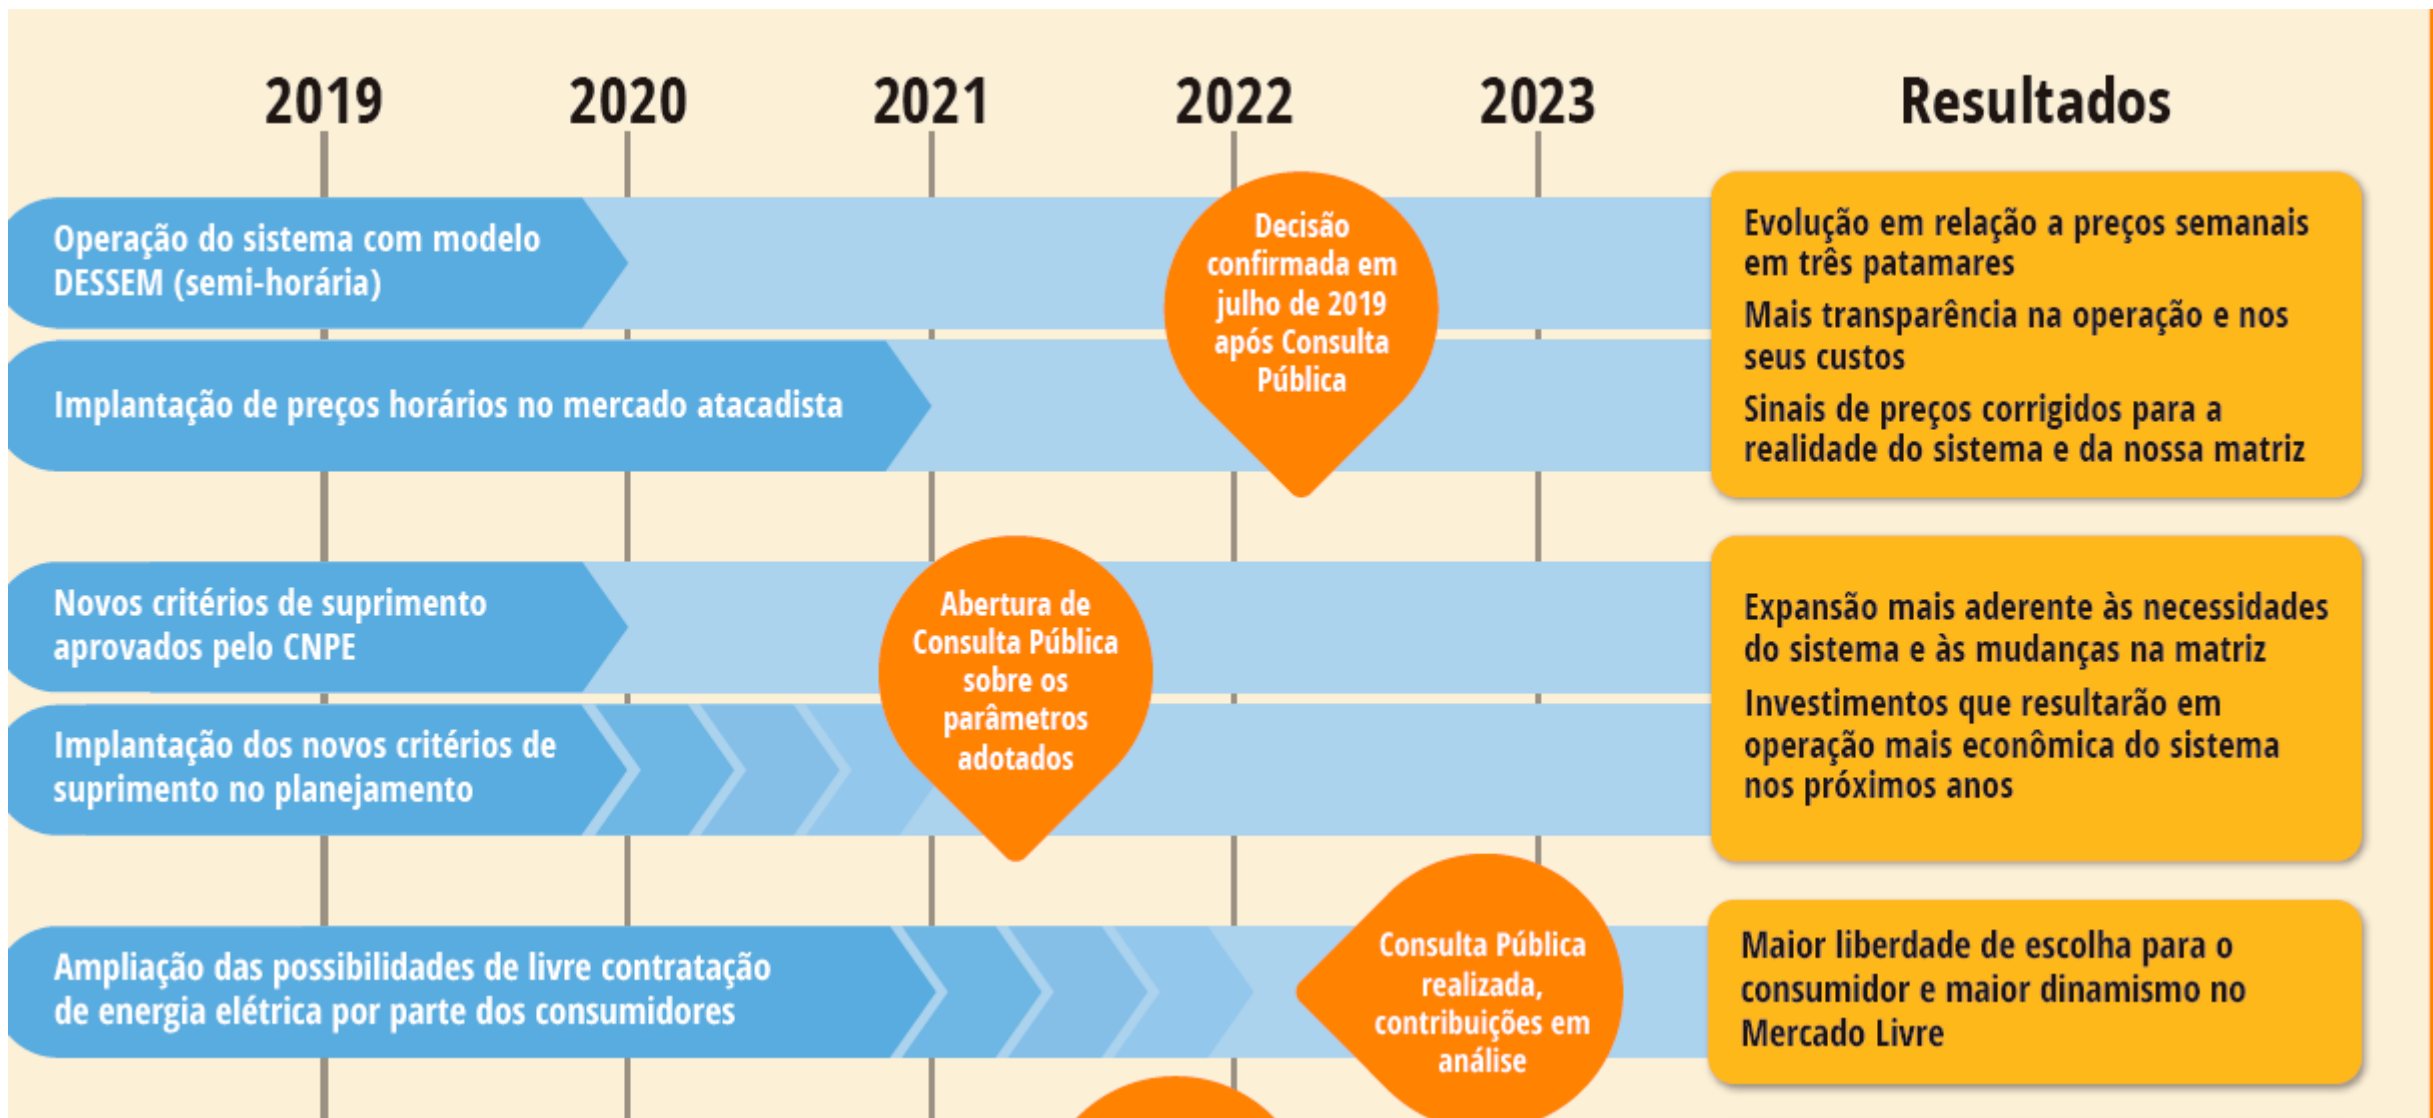 2019 2020 2021 2022 2023 Resultados
Operação do sistema com modelo
DESSEM (semi-horária)
Implantação de preços horários no mercado atacadista
Decisão
confirmada em
julho de 2019
após Consulta
Pública
Evolução em relação a preços semanais
em três patamares
Mais transparência na operação e nos
seus custos
Sinais de preços corrigidos para a
realidade do sistema e da nossa matriz
Novos critérios de suprimento
aprovados pelo CNPE
Implantação dos novos critérios de
suprimento no planejamento
Abertura de
Consulta Pública
sobre os
parâmetros
adotados
Expansão mais aderente às necessidades
do sistema e às mudanças na matriz
Investimentos que resultarão em
operação mais econômica do sistema
nos próximos anos
Ampliação das possibilidades de livre contratação
de energia elétrica por parte dos consumidores
Consulta Pública
realizada,
contribuições em
análise
Maior liberdade de escolha para o
consumidor e maior dinamismo no
Mercado Livre